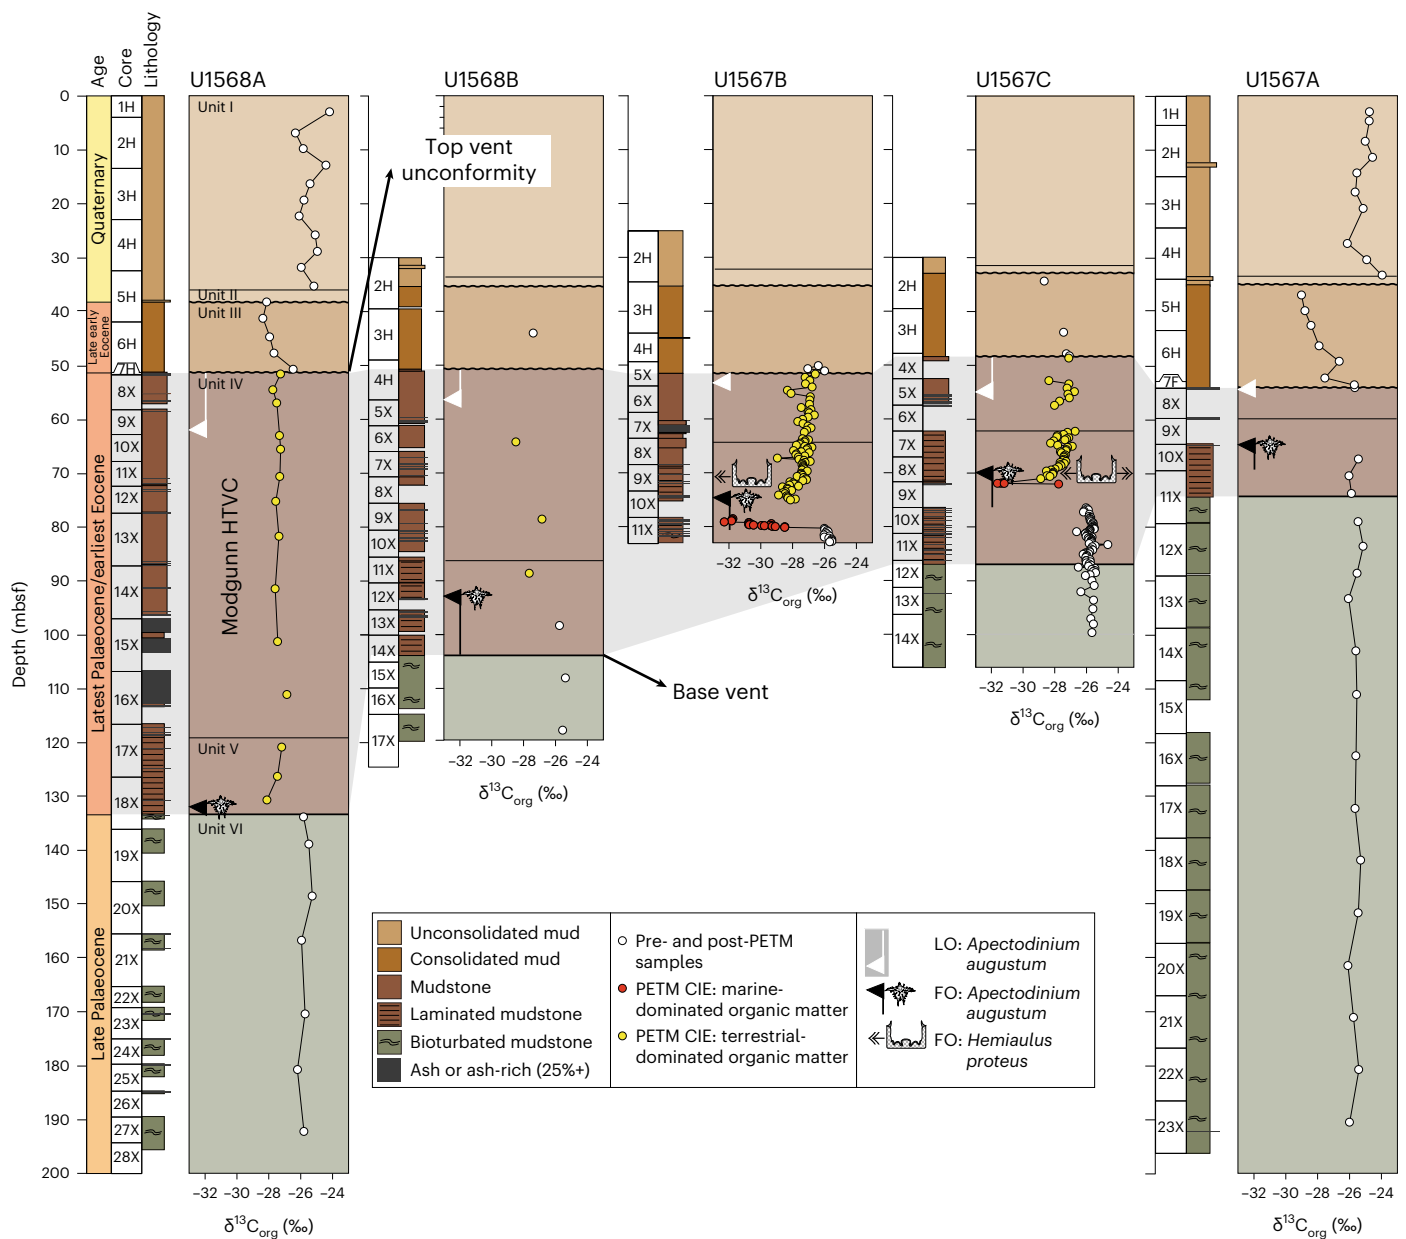 Age
Core
Lithology
U1568A
U1568B
U1567B
U1567C
U1567A
Depth (mbsf)
0
10
20
30
40
50
60
70
80
90
100
110
120
130
140
150
160
170
180
190
200
Quaternary
Late early
Eocene
Latest Palaeocene/earliest Eocene
Late Palaeocene
1H
2H
3H
4H
5H
6H
7H
8X
9X
10X
11X
12X
13X
14X
15X
16X
17X
18X
19X
20X
21X
22X
23X
24X
25X
26X
27X
28X
Unit I
Unit II
Unit III
Unit IV
Modgunn HTVC
Unit V
Unit VI
−32 −30 −28 −26 −24
δ13Corg (‰)
Top vent
unconformity
2H
3H
4H
5X
6X
7X
8X
9X
10X
11X
12X
13X
14X
15X
16X
17X
−32 −30 −28 −26 −24
δ13Corg (‰)
Base vent
2H
3H
4H
5X
6X
7X
8X
9X
10X
11X
−32 −30 −28 −26 −24
δ13Corg (‰)
2H
3H
4X
5X
6X
7X
8X
9X
10X
11X
12X
13X
14X
−32 −30 −28 −26 −24
δ13Corg (‰)
1H
2H
3H
4H
5H
6H
7F
8X
9X
10X
11X
12X
13X
14X
15X
16X
17X
18X
19X
20X
21X
22X
23X
−32 −30 −28 −26 −24
δ13Corg (‰)
Unconsolidated mud
Consolidated mud
Mudstone
Laminated mudstone
Bioturbated mudstone
Ash or ash-rich (25%+)
Pre- and post-PETM
samples
PETM CIE: marine-
dominated organic matter
PETM CIE: terrestrial-
dominated organic matter
LO: Apectodinium
augustum
FO: Apectodinium
augustum
FO: Hemiaulus
proteus